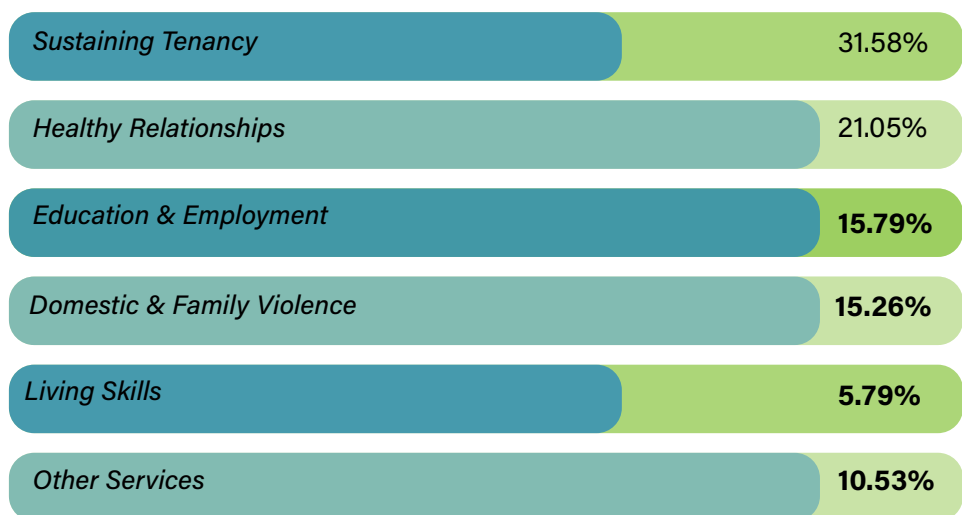 Sustaining Tenancy 31.58%
Healthy Relationships 21.05%
Education & Employment 15.79%
Domestic & Family Violence 15.26%
Living Skills 5.79%
Other Services 10.53%